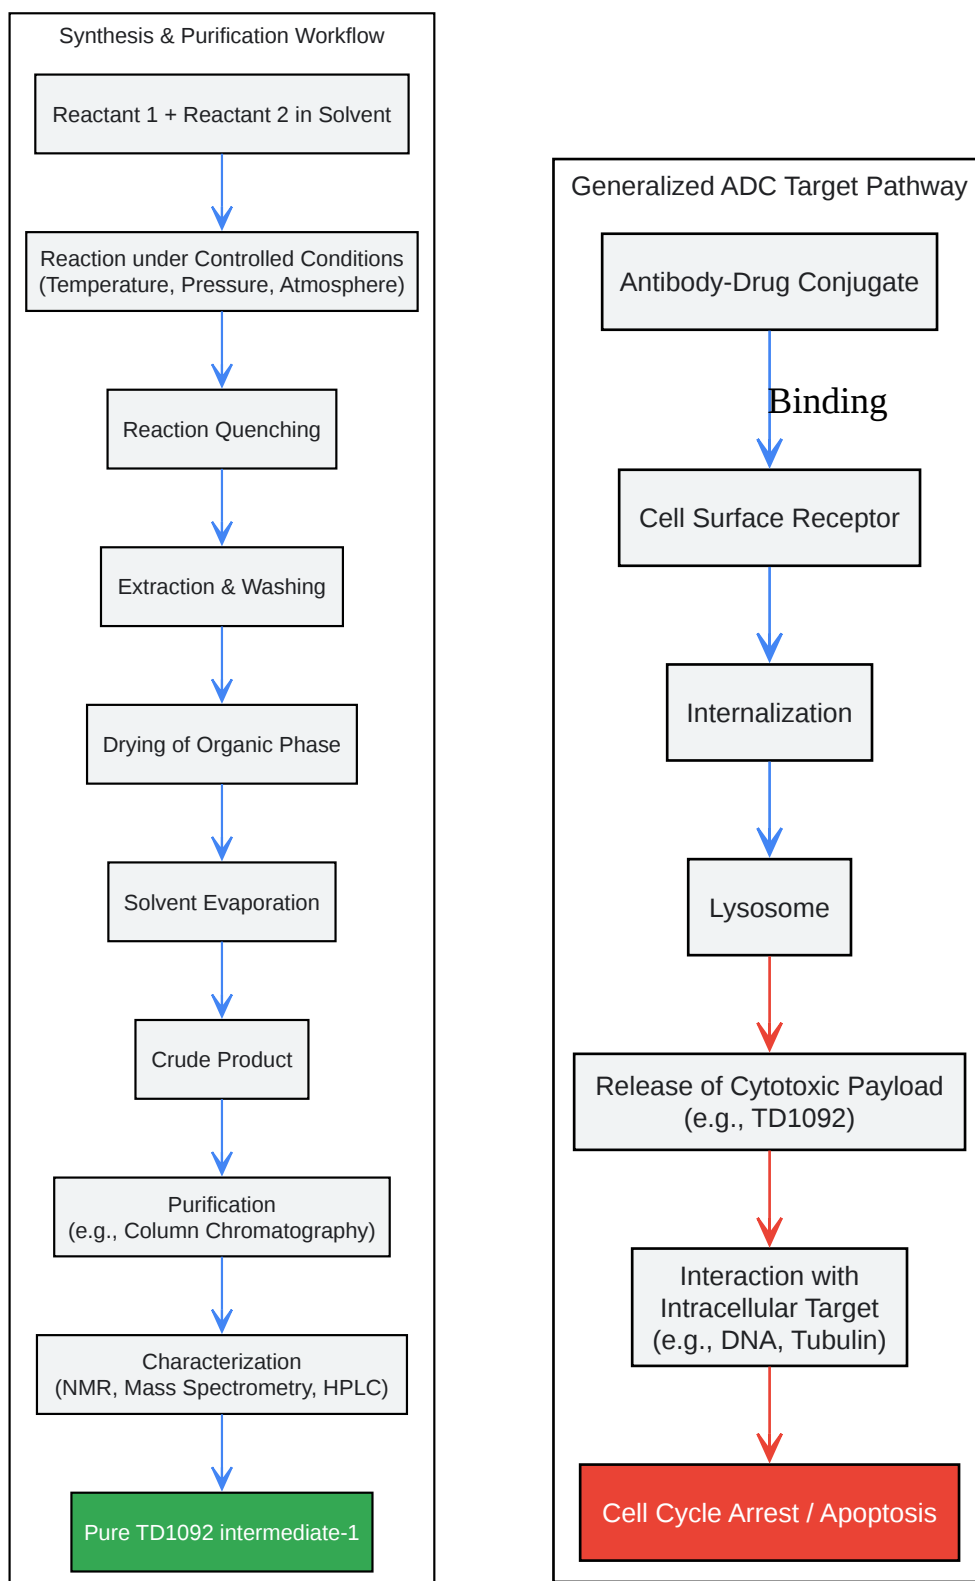 Synthesis & Purification Workflow
Reactant 1 + Reactant 2 in Solvent
Reaction under Controlled Conditions
(Temperature, Pressure, Atmosphere)
Reaction Quenching
Extraction & Washing
Drying of Organic Phase
Solvent Evaporation
Crude Product
Purification
(e.g., Column Chromatography)
Characterization
(NMR, Mass Spectrometry, HPLC)
Pure TD1092 intermediate-1
Generalized ADC Target Pathway
Antibody-Drug Conjugate
Binding
Cell Surface Receptor
Internalization
Lysosome
Release of Cytotoxic Payload
(e.g., TD1092)
Interaction with
Intracellular Target
(e.g., DNA, Tubulin)
Cell Cycle Arrest / Apoptosis